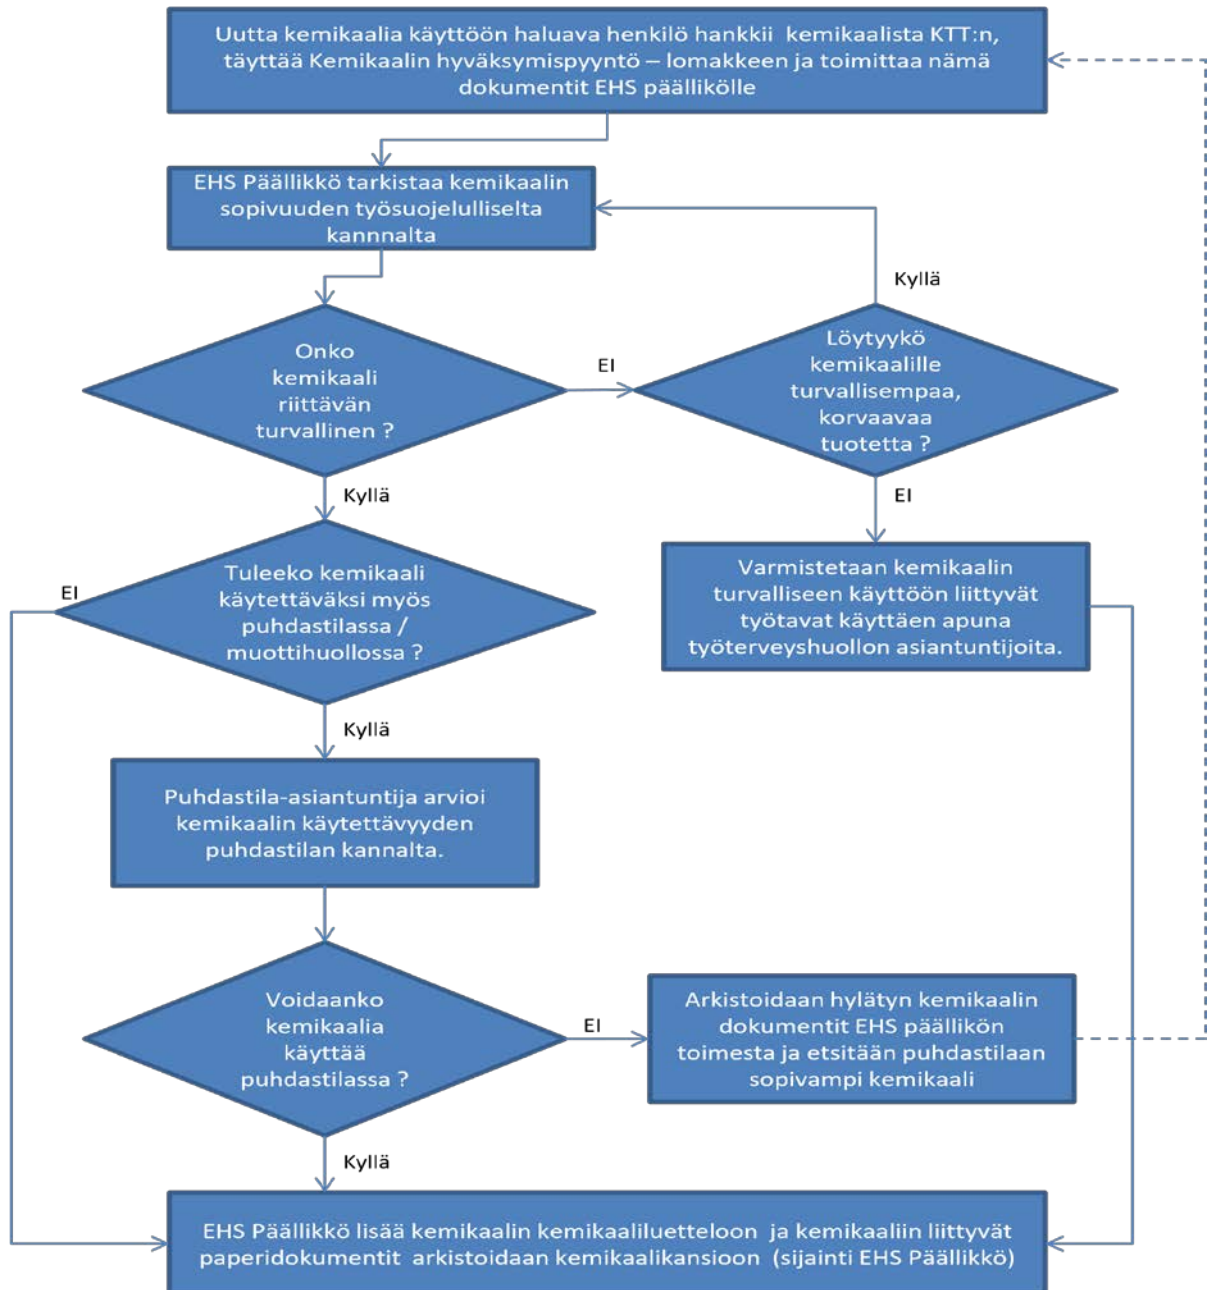 Uutta kemikaalia käyttöön haluava henkilö hankkii kemikaalista KTT:n,
täyttää Kemikaalin hyväksymispyyntö – lomakkeen ja toimittaa nämä
dokumentit EHS päällikölle
EHS Päällikkö tarkistaa kemikaalin
sopivuuden työsuojelulliselta
kannnalta
Kyllä
Onko
kemikaali
riittävän
turvallinen ?
EI
Löytyykö
kemikaalille
turvallisempaa,
korvaavaa
tuotetta ?
Kyllä
EI
Tuleeko kemikaali
käytettäväksi myös
puhdastilassa /
muottihuollossa ?
EI
Varmistetaan kemikaalin
turvalliseen käyttöön liittyvät
työtavat käyttäen apuna
työterveyshuollon asiantuntijoita.
Kyllä
Puhdastila-asiantuntija arvioi
kemikaalin käytettävyyden
puhdastilan kannalta.
Voidaanko
kemikaalia
käyttää
puhdastilassa ?
EI
Arkistoidaan hylätyn kemikaalin
dokumentit EHS päällikön
toimesta ja etsitään puhdastilaan
sopivampi kemikaali
Kyllä
EHS Päällikkö lisää kemikaalin kemikaaliluetteloon ja kemikaaliin liittyvät
paperidokumentit arkistoidaan kemikaalikansioon (sijainti EHS Päällikkö)